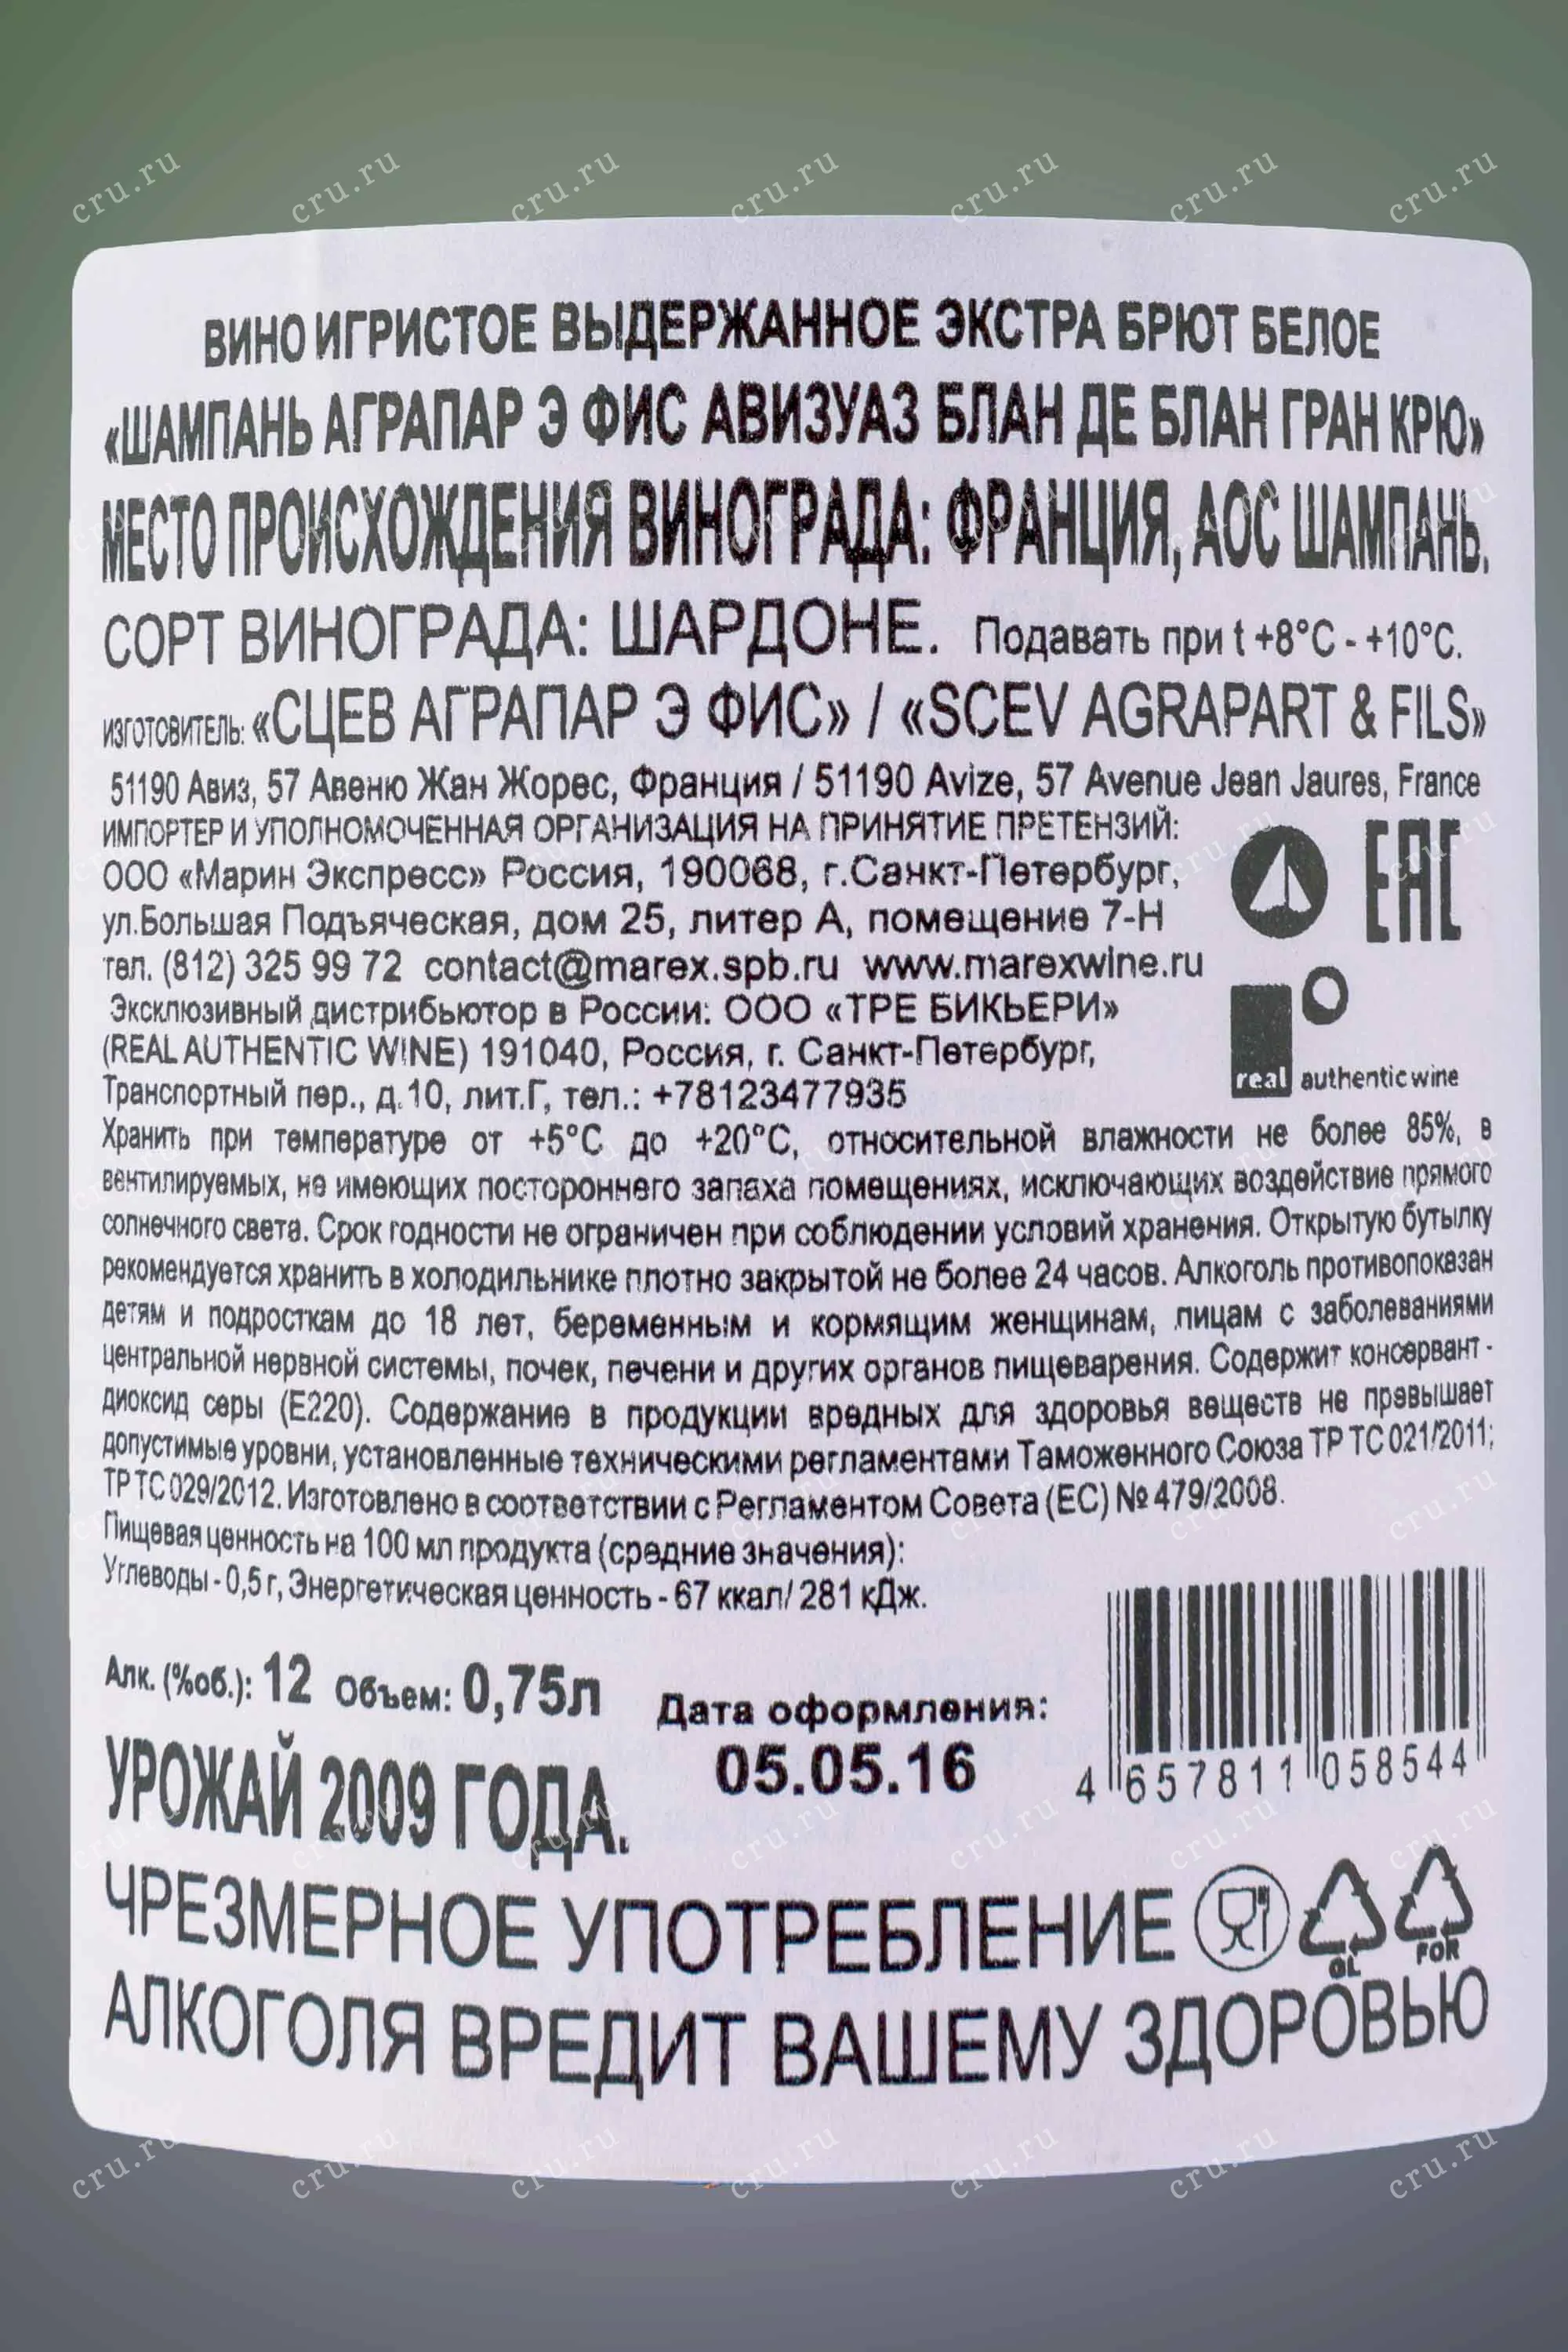 ВИНО ИГРИСТОЕ ВЫДЕРЖАННОЕ ЭКСТРА БРЮТ БЕЛОЕ
«ШАМПАНЬ АГРАПАР Э ФИС АВИЗУАЗ БЛАН ДЕ БЛАН ГРАН КРЮ»
МЕСТО ПРОИСХОЖДЕНИЯ ВИНОГРАДА: ФРАНЦИЯ, АОС ШАМПАНЬ.
СОРТ ВИНОГРАДА: ШАРДОНЕ. Подавать при t +8°C - +10°C.
ИЗГОТОВИТЕЛЬ: «СЦЕВ АГРАПАР Э ФИС» / «SCEV AGRAPART & FILS»
51190 Авиз, 57 Авеню Жан Жорес, Франция / 51190 Avize, 57 Avenue Jean Jaures, France
ИМПОРТЕР И УПОЛНОМОЧЕННАЯ ОРГАНИЗАЦИЯ НА ПРИНЯТИЕ ПРЕТЕНЗИЙ:
ООО «Марин Экспресс» Россия, 190068, г.Санкт-Петербург,
ул.Большая Подъяческая, дом 25, литер А, помещение 7-Н
тел. (812) 325 99 72 contact@marex.spb.ru www.marexwine.ru
EAC
Эксклюзивный дистрибьютор в России: ООО «ТРЕ БИКЬЕРИ»
(REAL AUTHENTIC WINE) 191040, Россия, г. Санкт-Петербург,
Транспортный пер., д.10, лит.Г, тел.: +78123477935
real authentic wine
Хранить при температуре от +5°C до +20°C, относительной влажности не более 85%, в
вентилируемых, не имеющих постороннего запаха помещениях, исключающих воздействие прямого
солнечного света. Срок годности не ограничен при соблюдении условий хранения. Открытую бутылку
рекомендуется хранить в холодильнике плотно закрытой не более 24 часов. Алкоголь противопоказан
детям и подросткам до 18 лет, беременным и кормящим женщинам, лицам с заболеваниями
центральной нервной системы, почек, печени и других органов пищеварения. Содержит консервант -
диоксид серы (Е220). Содержание в продукции вредных для здоровья веществ не превышает
допустимые уровни, установленные техническими регламентами Таможенного Союза ТР ТС 021/2011;
ТР ТС 029/2012. Изготовлено в соответствии с Регламентом Совета (ЕС) № 479/2008.
Пищевая ценность на 100 мл продукта (средние значения):
Углеводы - 0,5 г, Энергетическая ценность - 67 ккал/ 281 кДж.
Алк. (%об.): 12 Объем: 0,75л
Дата оформления:
05.05.16
4 657811 058544
УРОЖАЙ 2009 ГОДА.
ЧРЕЗМЕРНОЕ УПОТРЕБЛЕНИЕ
GL FOR
АЛКОГОЛЯ ВРЕДИТ ВАШЕМУ ЗДОРОВЬЮ
cru.ru